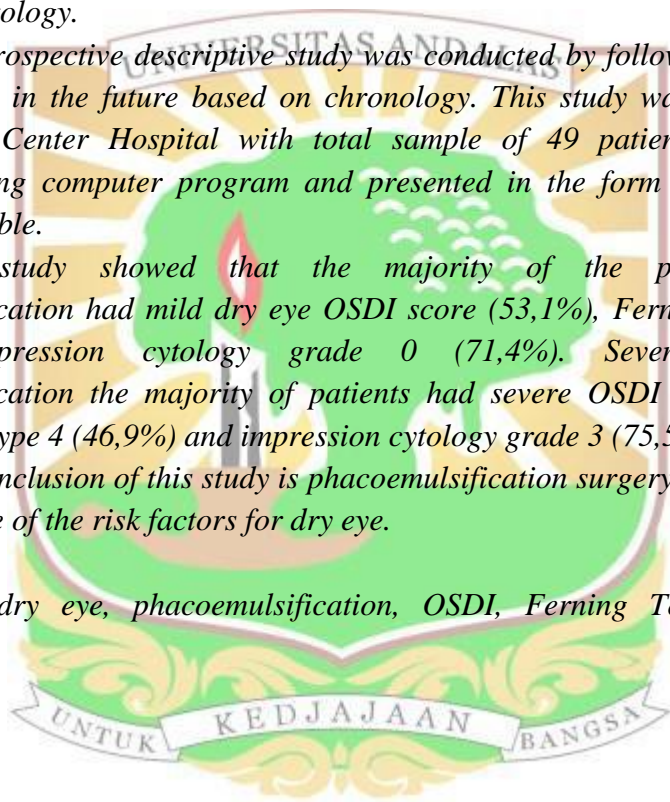 ology.
rospective descriptive study was conducted by follow
UNIVERSITAS ANDALAS
in the future based on chronology. This study wa
Center Hospital with total sample of 49 patien
ng computer program and presented in the form
ble.
study showed that the majority of the p
cation had mild dry eye OSDI score (53,1%), Fern
pression cytology grade 0 (71,4%). Sever
cation the majority of patients had severe OSDI
ype 4 (46,9%) and impression cytology grade 3 (75,5
nclusion of this study is phacoemulsification surgery
e of the risk factors for dry eye.
dry eye, phacoemulsification, OSDI, Ferning Te
UNTUK KEDJAJAAN BANGSA